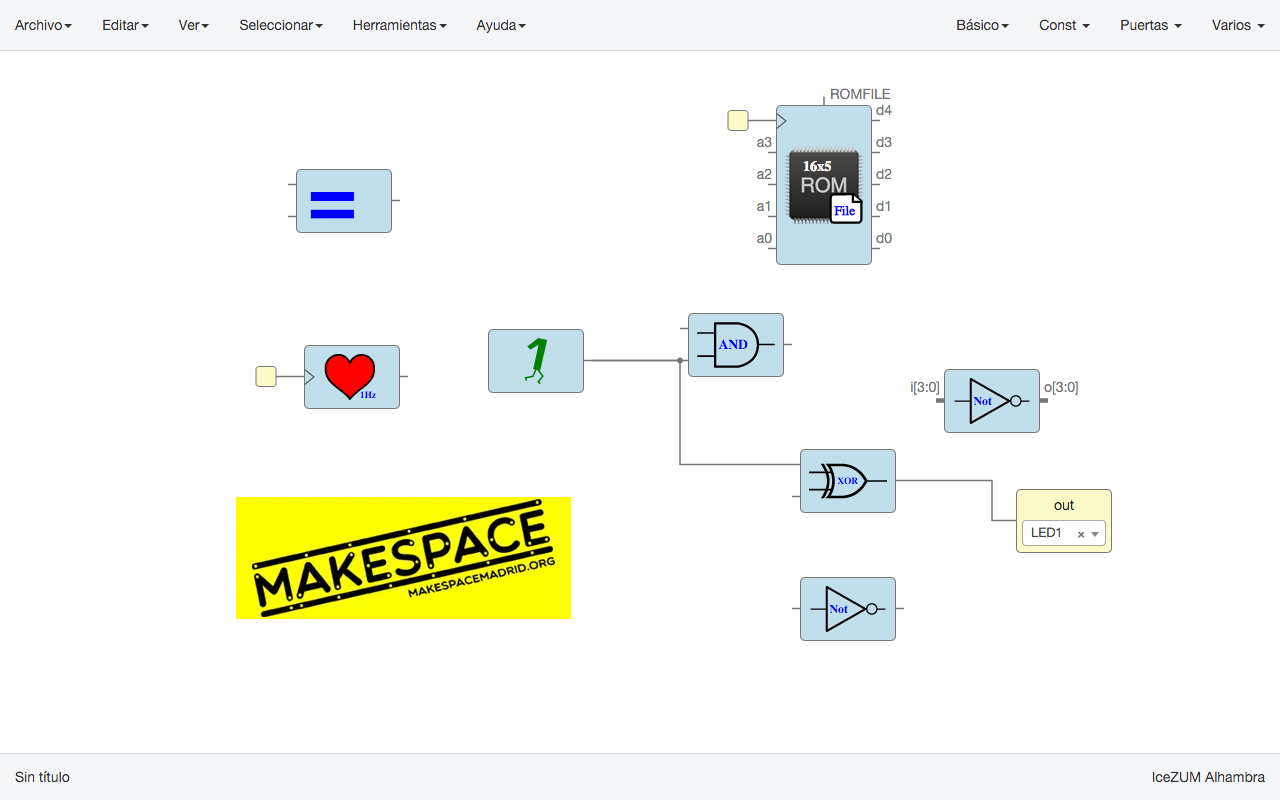 Archivo Editar Ver Seleccionar Herramientas Ayuda Básico Const Puertas Varios
ROMFILE
d4
a3 d3
16x5
a2 ROM d2
a1 File d1
a0 d0
AND
1Hz
i[3:0] Not o[3:0]
XOR
out
LED1
MAKESPACE
MAKESPACEMADRID.ORG
Not
Sin título IceZUM Alhambra